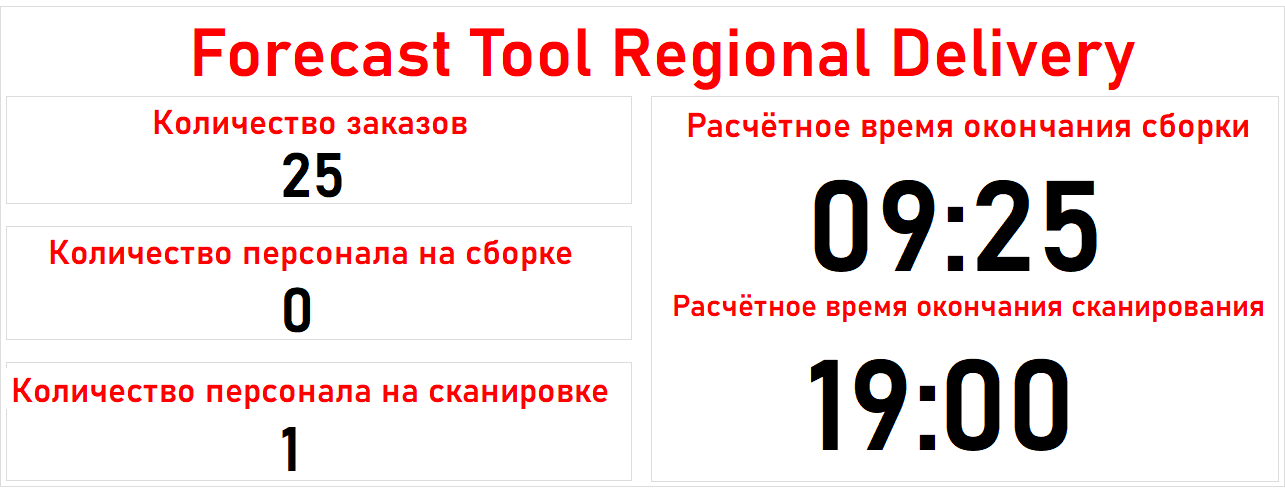 Forecast Tool Regional Delivery
Количество заказов
25
Количество персонала на сборке
0
Количество персонала на сканировке
1
Расчётное время окончания сборки
09:25
Расчётное время окончания сканирования
19:00